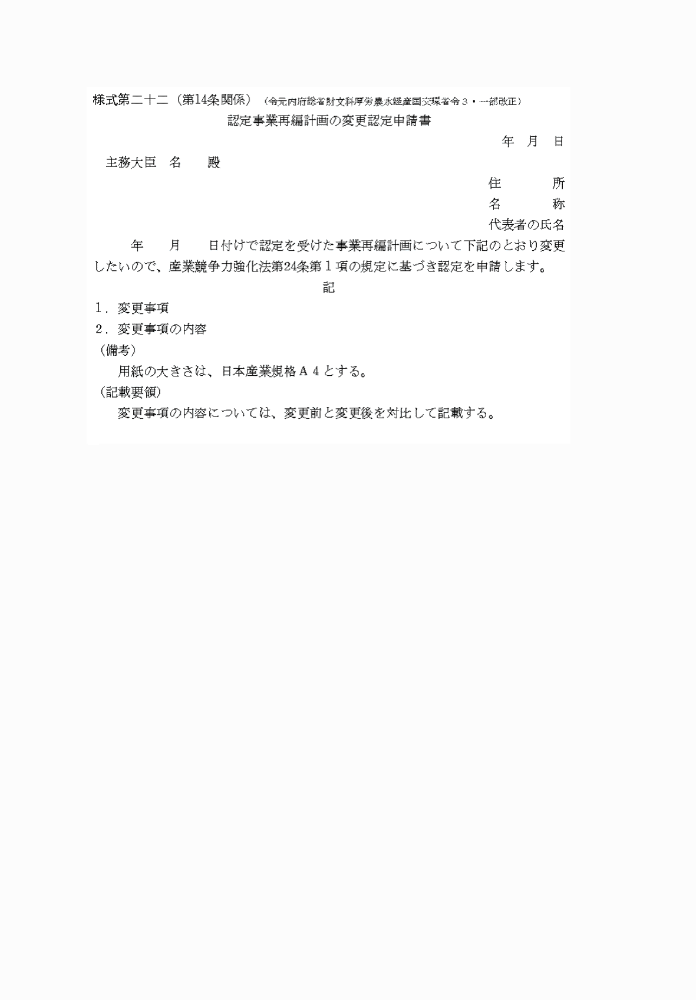 様式第二十二（第14条関係）（令元内府総省財文科厚労農水経産国交環省令３・一部改正）
認定事業再編計画の変更認定申請書
年　月　日
主務大臣　名　　殿
住　　　　所
名　　　　称
代表者の氏名
年　　月　　日付けで認定を受けた事業再編計画について下記のとおり変更
したいので、産業競争力強化法第24条第１項の規定に基づき認定を申請します。
記
１．変更事項
２．変更事項の内容
（備考）
用紙の大きさは、日本産業規格Ａ４とする。
（記載要領）
変更事項の内容については、変更前と変更後を対比して記載する。